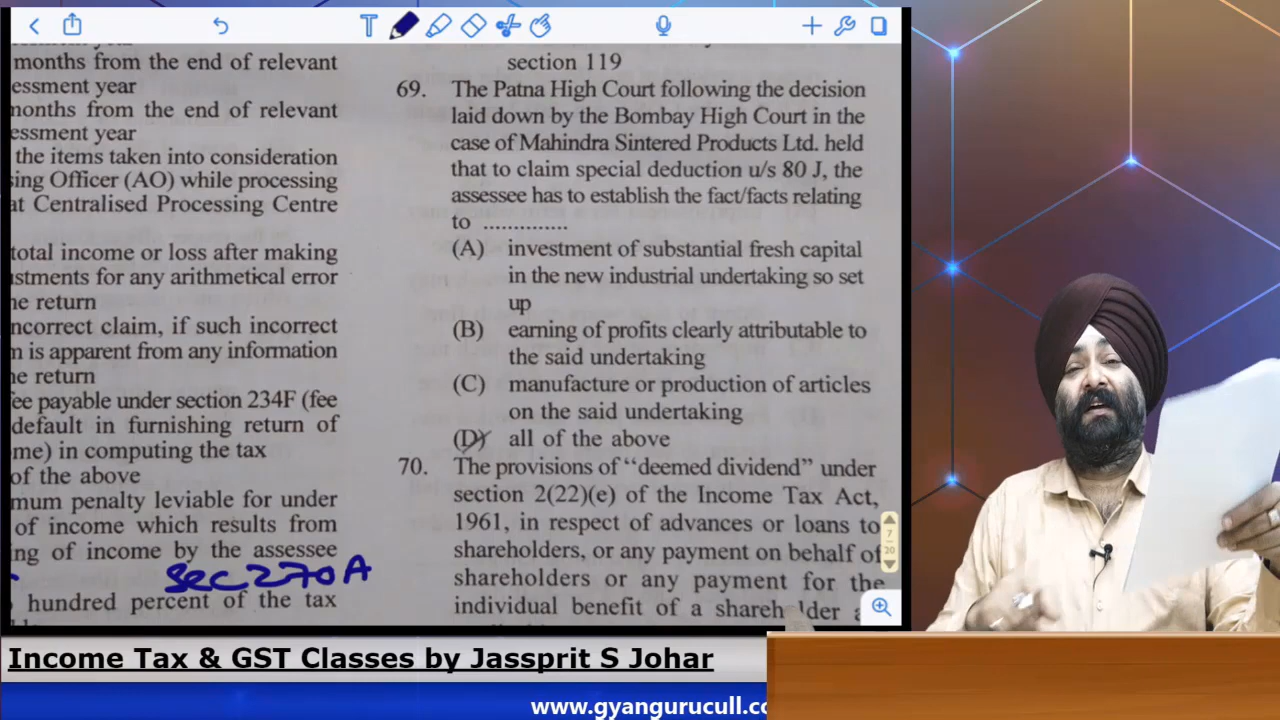 months from the end of relevant
essment year
months from the end of relevant
essment year
the items taken into consideration
sing Officer (AO) while processing
at Centralised Processing Centre
total income or loss after making
ustments for any arithmetical error
he return
ncorrect claim, if such incorrect
m is apparent from any information
he return
fee payable under section 234F (fee
default in furnishing return of
me) in computing the tax
of the above
mum penalty leviable for under
of income which results from
ing of income by the assessee
Sec 270A
hundred percent of the tax
section 119
69. The Patna High Court following the decision
laid down by the Bombay High Court in the
case of Mahindra Sintered Products Ltd. held
that to claim special deduction u/s 80 J, the
assessee has to establish the fact/facts relating
to ..............
(A) investment of substantial fresh capital
in the new industrial undertaking so set
up
(B) earning of profits clearly attributable to
the said undertaking
(C) manufacture or production of articles
on the said undertaking
(D) all of the above
70. The provisions of "deemed dividend" under
section 2(22)(e) of the Income Tax Act,
1961, in respect of advances or loans to
shareholders, or any payment on behalf of
shareholders or any payment for the
individual benefit of a shareholder
7
20
Income Tax & GST Classes by Jassprit S Johar
www.gyangurucull.co